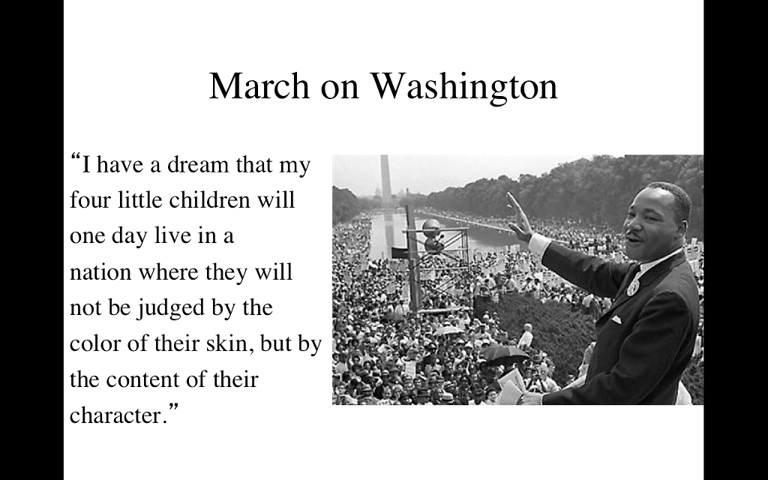 March on Washington
“I have a dream that my
four little children will
one day live in a
nation where they will
not be judged by the
color of their skin, but by
the content of their
character.”